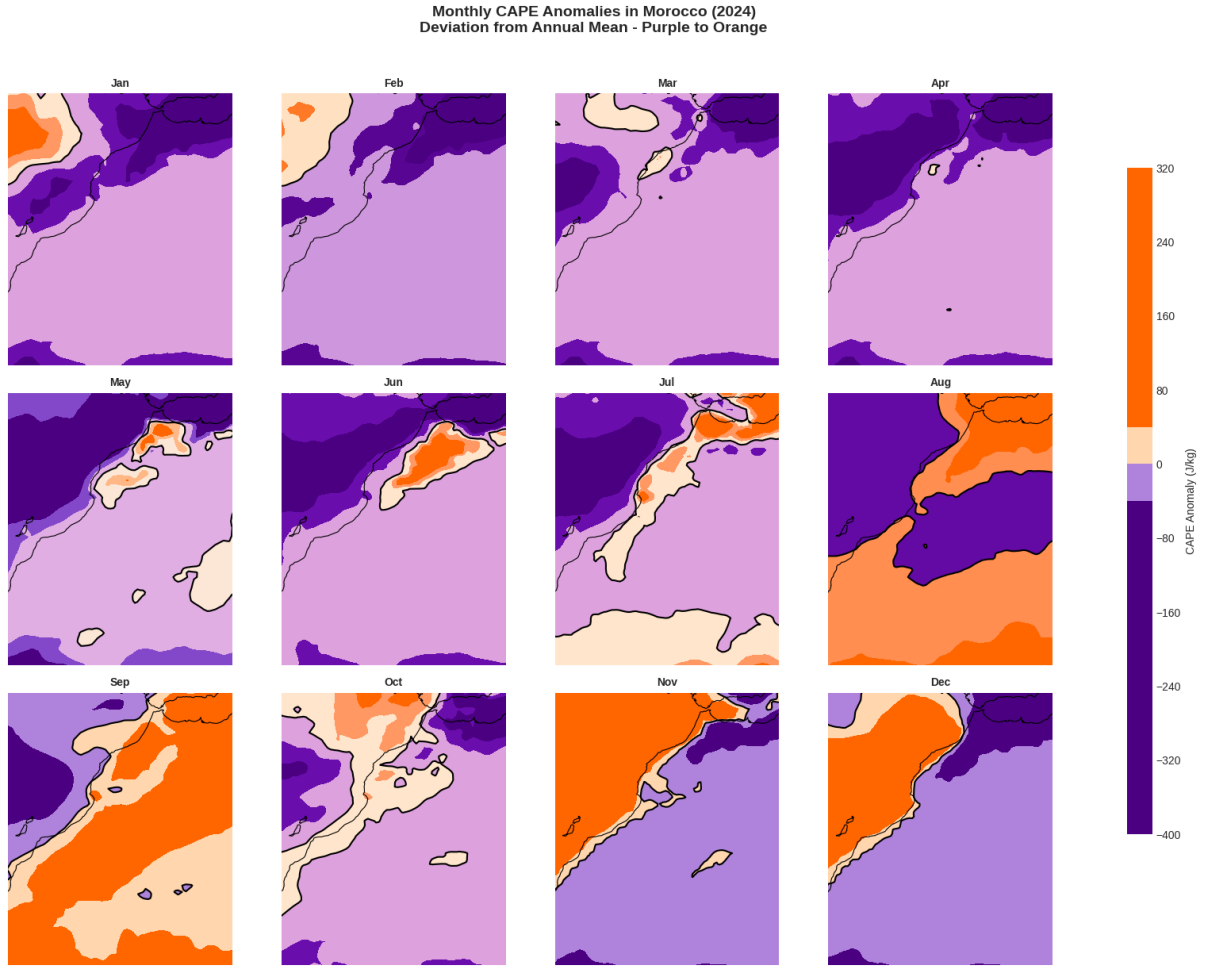 Monthly CAPE Anomalies in Morocco (2024)
Deviation from Annual Mean - Purple to Orange
Jan
Feb
Mar
Apr
May
Jun
Jul
Aug
Sep
Oct
Nov
Dec
320
240
160
80
0
−80
−160
−240
−320
−400
CAPE Anomaly (J/kg)